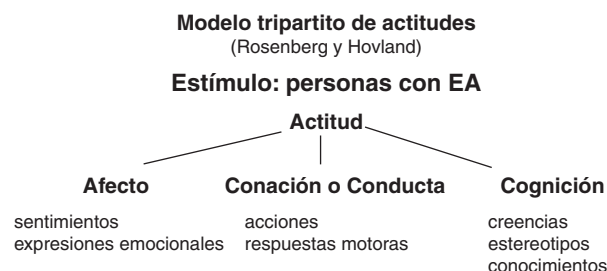 Modelo tripartito de actitudes
(Rosenberg y Hovland)
Estímulo: personas con EA
Actitud
Afecto
Conación o Conducta
Cognición
sentimientos
expresiones emocionales
acciones
respuestas motoras
creencias
estereotipos
conocimientos